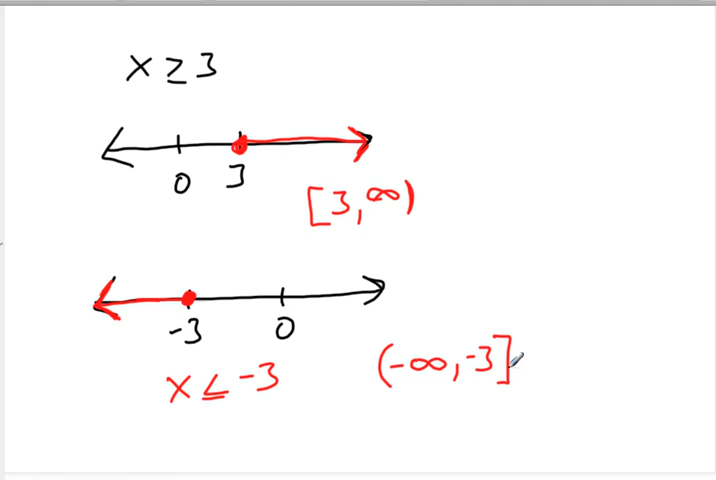 x ≥ 3
0 3
[3, ∞)
-3 0
x ≤ -3
(-∞, -3]